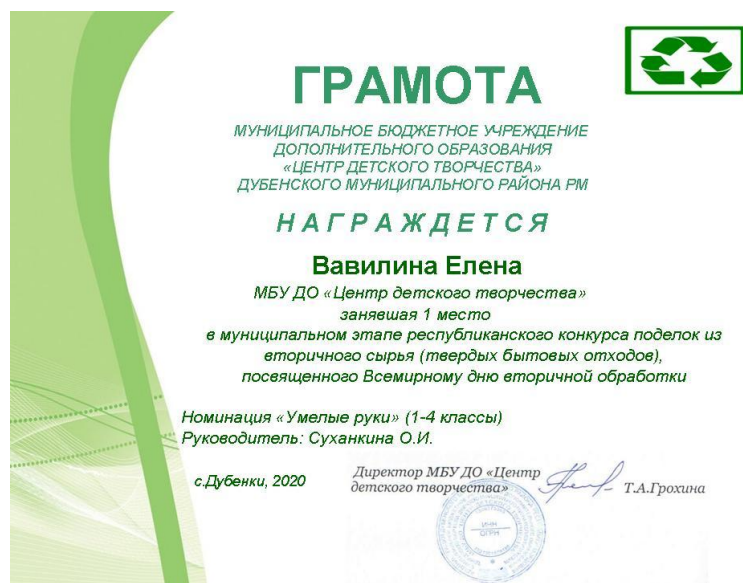 ГРАМОТА
МУНИЦИПАЛЬНОЕ БЮДЖЕТНОЕ УЧРЕЖДЕНИЕ
ДОПОЛНИТЕЛЬНОГО ОБРАЗОВАНИЯ
«ЦЕНТР ДЕТСКОГО ТВОРЧЕСТВА»
ДУБЕНСКОГО МУНИЦИПАЛЬНОГО РАЙОНА РМ
НАГРАЖДЕТСЯ
Вавилина Елена
МБУ ДО «Центр детского творчества»
занявшая 1 место
в муниципальном этапе республиканского конкурса поделок из
вторичного сырья (твердых бытовых отходов),
посвященного Всемирному дню вторичной обработки
Номинация «Умелые руки» (1-4 классы)
Руководитель: Суханкина О.И.
с.Дубенки, 2020
Директор МБУ ДО «Центр
детского творчества» Т.А.Грохина
ИНН
ОГРН